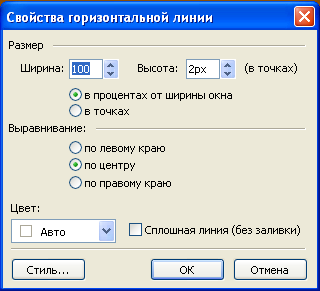 Свойства горизонтальной линии
Размер
Ширина: 100 Высота: 2px (в точках)
в процентах от ширины окна
в точках
Выравнивание:
по левому краю
по центру
по правому краю
Цвет:
Авто Сплошная линия (без заливки)
Стиль... ОК Отмена